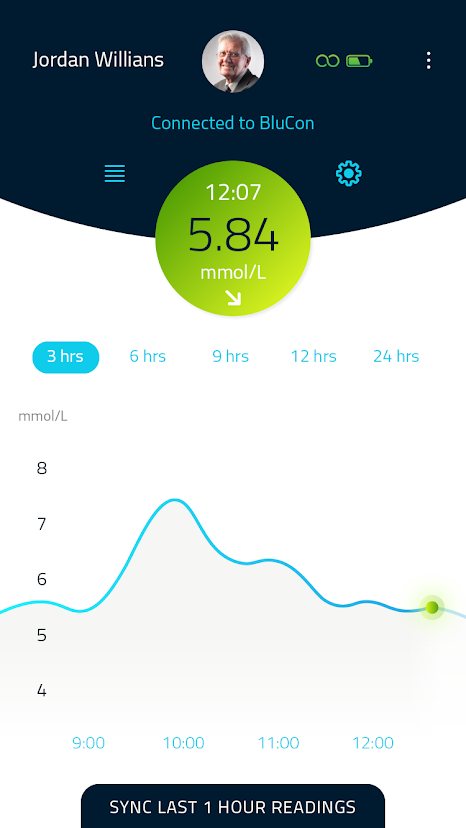 Jordan Willians
Connected to BluCon
12:07
5.84
mmol/L
3 hrs
6 hrs
9 hrs
12 hrs
24 hrs
mmol/L
8
7
6
5
4
9:00
10:00
11:00
12:00
SYNC LAST 1 HOUR READINGS